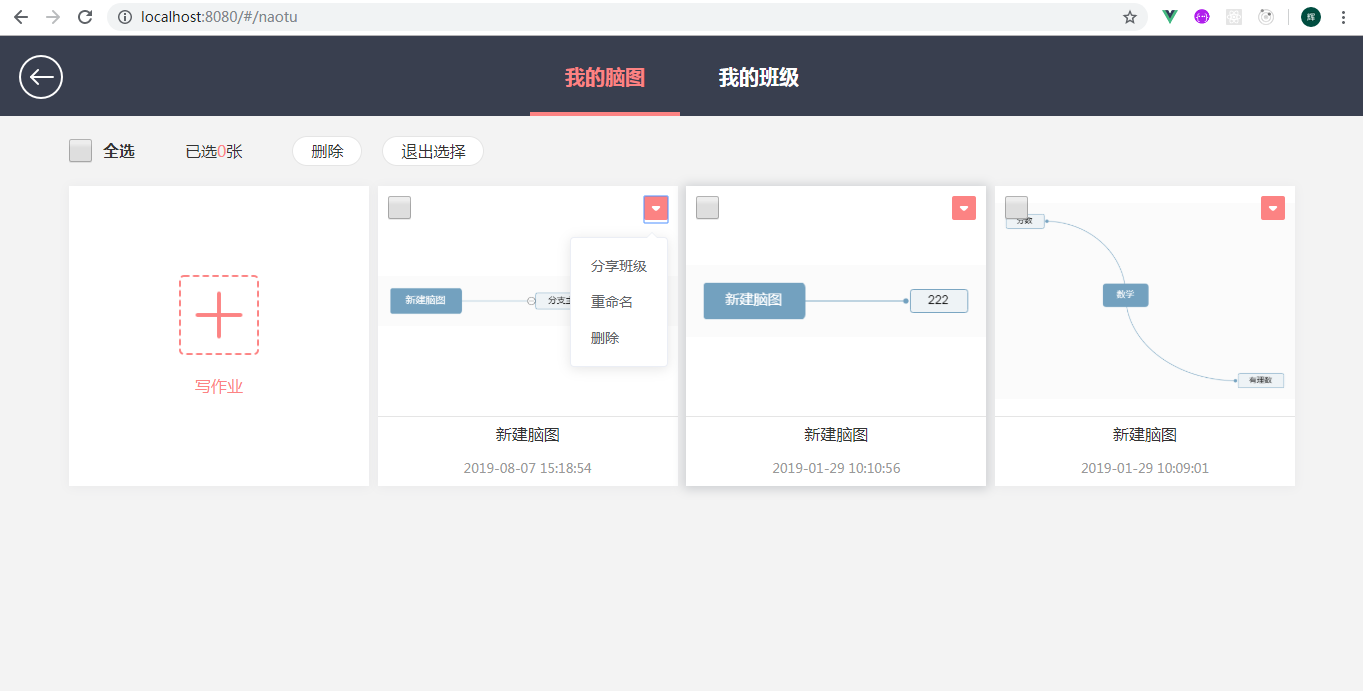 localhost:8080/#/naotu
辉
我的脑图 我的班级
全选 已选0张 删除 退出选择
写作业
新建脑图 分支主
分享班级
重命名
删除
新建脑图
2019-08-07 15:18:54
新建脑图 222
新建脑图
2019-01-29 10:10:56
分数
数学
有理数
新建脑图
2019-01-29 10:09:01